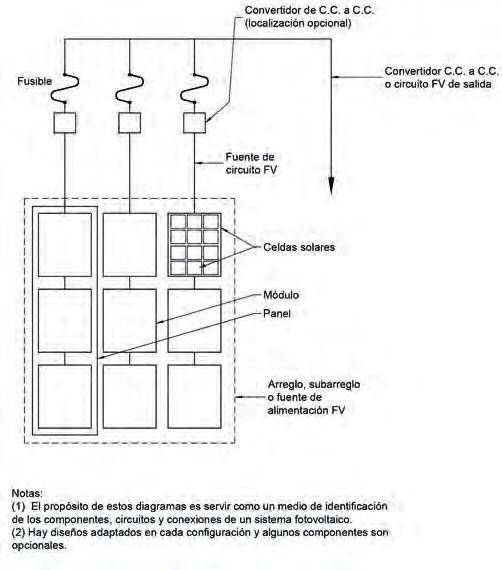 Convertidor de C.C. a C.C.
(localización opcional)
Fusible
Convertidor C.C. a C.C.
o circuito FV de salida
Fuente de
circuito FV
Celdas solares
Módulo
Panel
Arreglo, subarreglo
o fuente de
alimentación FV
Notas:
(1) El propósito de estos diagramas es servir como un medio de identificación
de los componentes, circuitos y conexiones de un sistema fotovoltaico.
(2) Hay diseños adaptados en cada configuración y algunos componentes son
opcionales.